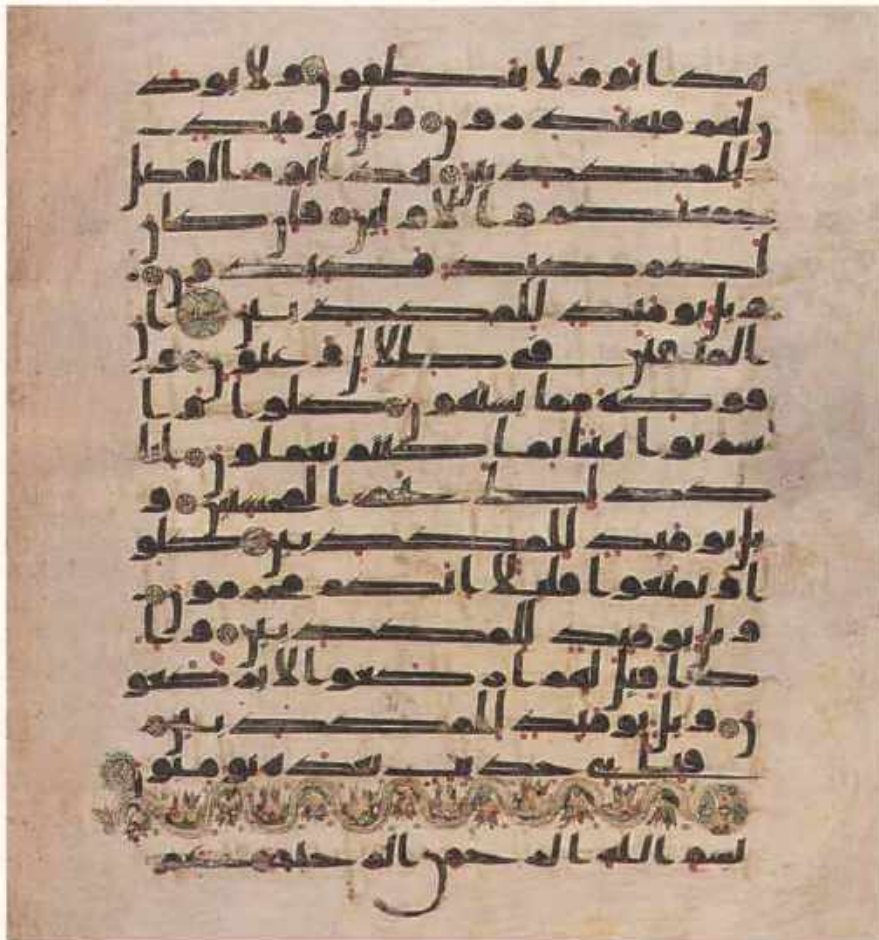 هذا يوم لا ينطقون ولا يوذ
ن لهم فيعتذرون ويل يوميذ
للمكذبين هذا يوم الفصل
جمعنكم والاولين فان كان
لكم كيد فكيدون
ويل يوميذ للمكذبين ان
المتقين في ظلل وعيون و
فوكه مما يشتهون كلوا وا
شربوا هنيا بما كنتم تعملون انا
كذلك نجزي المحسنين و
يل يوميذ للمكذبين كلو
ا وتمتعوا قليلا انكم مجرمون
ويل يوميذ للمكذبين وا
ذا قيل لهم اركعوا لا يركعو
ن ويل يوميذ للمكذبين
فباي حديث بعده يومنون
بسم الله الرحمن الرحيم